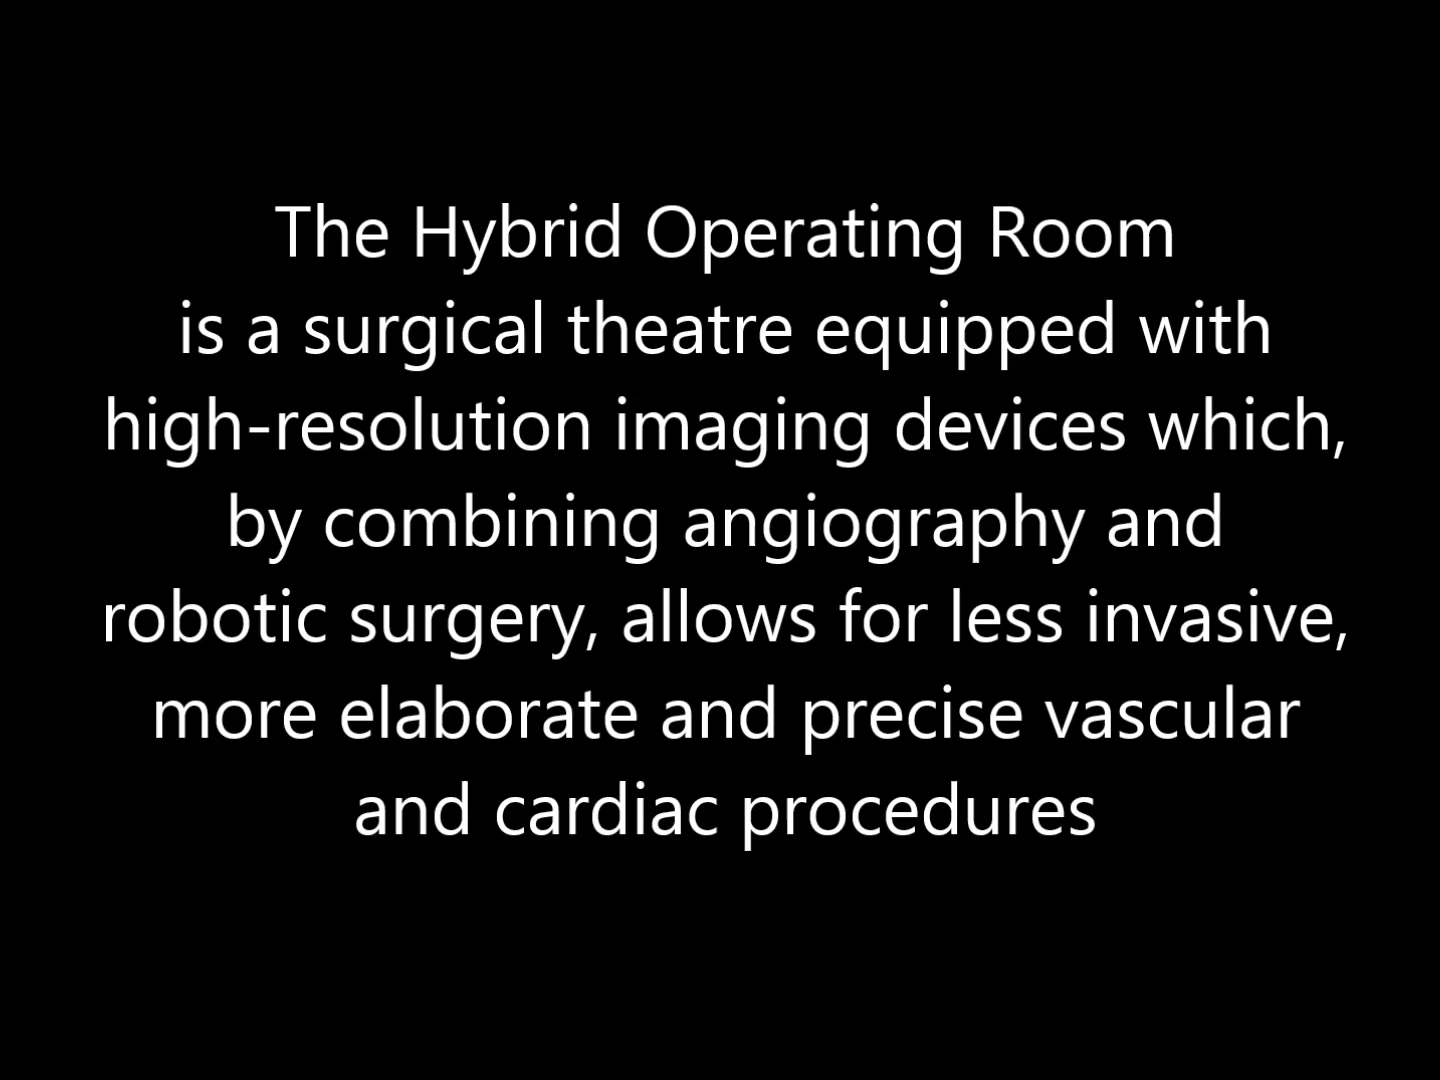 The Hybrid Operating Room
is a surgical theatre equipped with
high-resolution imaging devices which,
by combining angiography and
robotic surgery, allows for less invasive,
more elaborate and precise vascular
and cardiac procedures